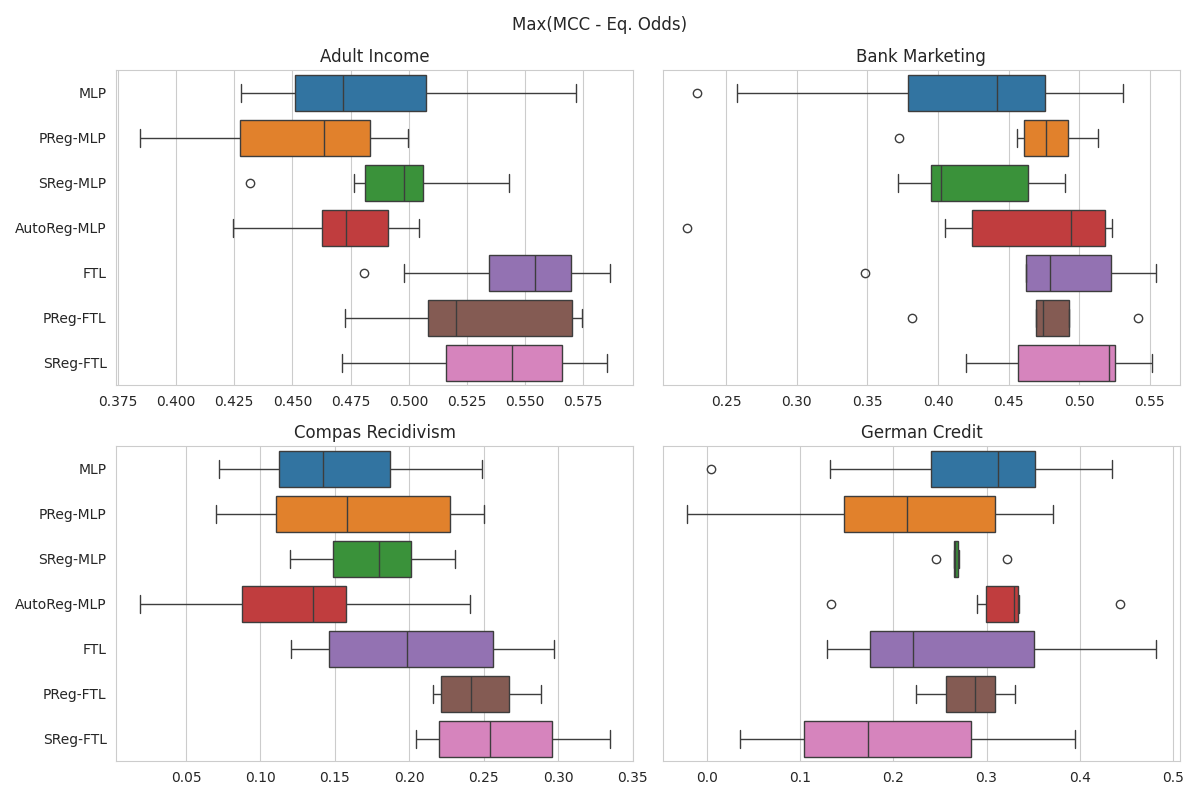 Max(MCC - Eq. Odds)
Adult Income
MLP
PReg-MLP
SReg-MLP
AutoReg-MLP
FTL
PReg-FTL
SReg-FTL
0.375 0.400 0.425 0.450 0.475 0.500 0.525 0.550 0.575
Bank Marketing
0.25 0.30 0.35 0.40 0.45 0.50 0.55
Compas Recidivism
MLP
PReg-MLP
SReg-MLP
AutoReg-MLP
FTL
PReg-FTL
SReg-FTL
0.05 0.10 0.15 0.20 0.25 0.30 0.35
German Credit
0.0 0.1 0.2 0.3 0.4 0.5